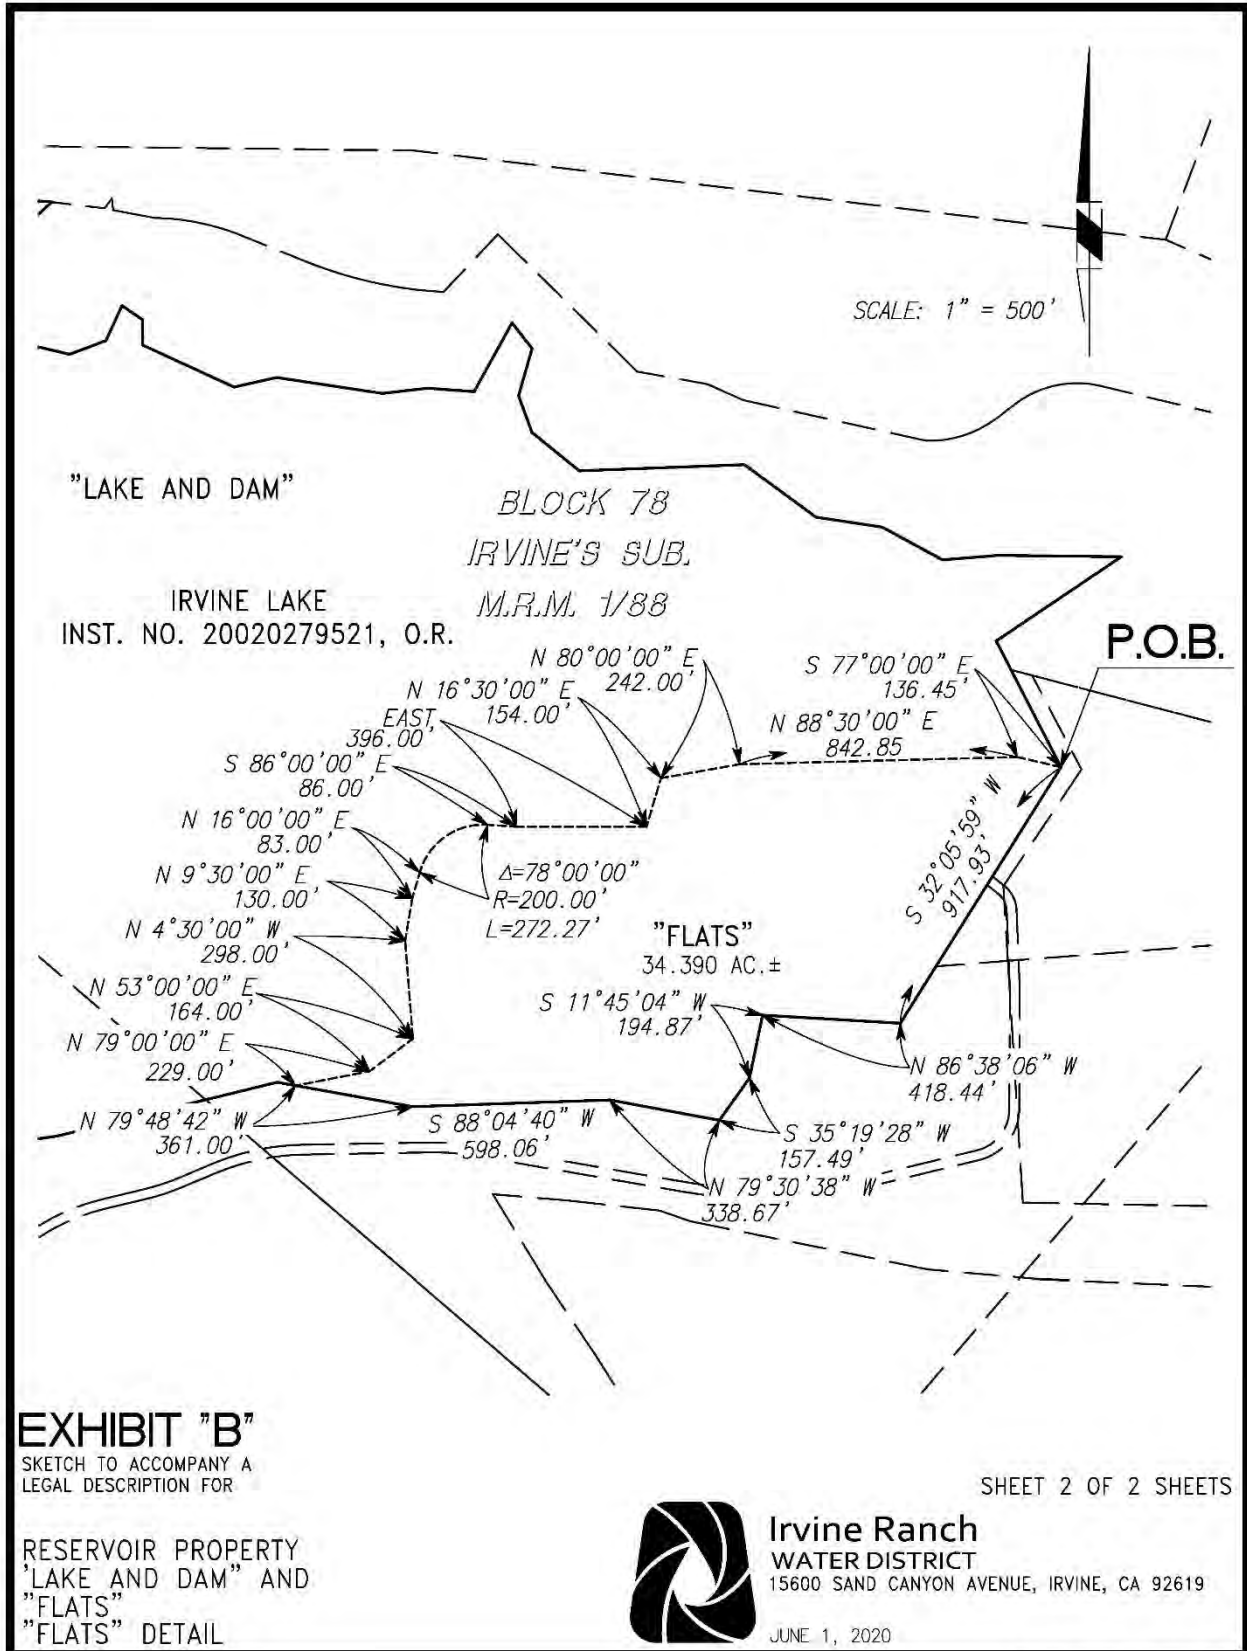 SCALE: 1" = 500'
"LAKE AND DAM"
BLOCK 78
IRVINE'S SUB.
M.R.M. 1/88
IRVINE LAKE
INST. NO. 20020279521, O.R.
P.O.B.
N 80°00'00" E
242.00'
S 77°00'00" E
136.45'
N 16°30'00" E
154.00'
N 88°30'00" E
842.85
EAST
396.00'
S 86°00'00" E
86.00'
N 16°00'00" E
83.00'
N 9°30'00" E
130.00'
N 4°30'00" W
298.00'
N 53°00'00" E
164.00'
N 79°00'00" E
229.00'
N 79°48'42" W
361.00'
Δ=78°00'00"
R=200.00'
L=272.27'
"FLATS"
34.390 AC.±
S 32°05'59" W
917.93'
S 11°45'04" W
194.87'
N 86°38'06" W
418.44'
S 88°04'40" W
598.06'
S 35°19'28" W
157.49'
N 79°30'38" W
338.67'
EXHIBIT "B"
SKETCH TO ACCOMPANY A
LEGAL DESCRIPTION FOR
SHEET 2 OF 2 SHEETS
RESERVOIR PROPERTY
'LAKE AND DAM" AND
"FLATS"
"FLATS" DETAIL
Irvine Ranch
WATER DISTRICT
15600 SAND CANYON AVENUE, IRVINE, CA 92619
JUNE 1, 2020